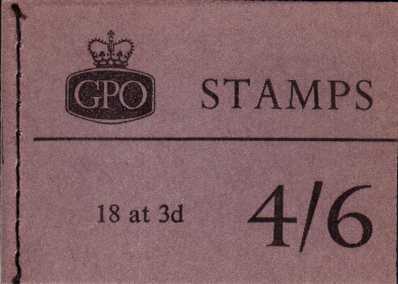 GPO STAMPS
18 at 3d 4/6